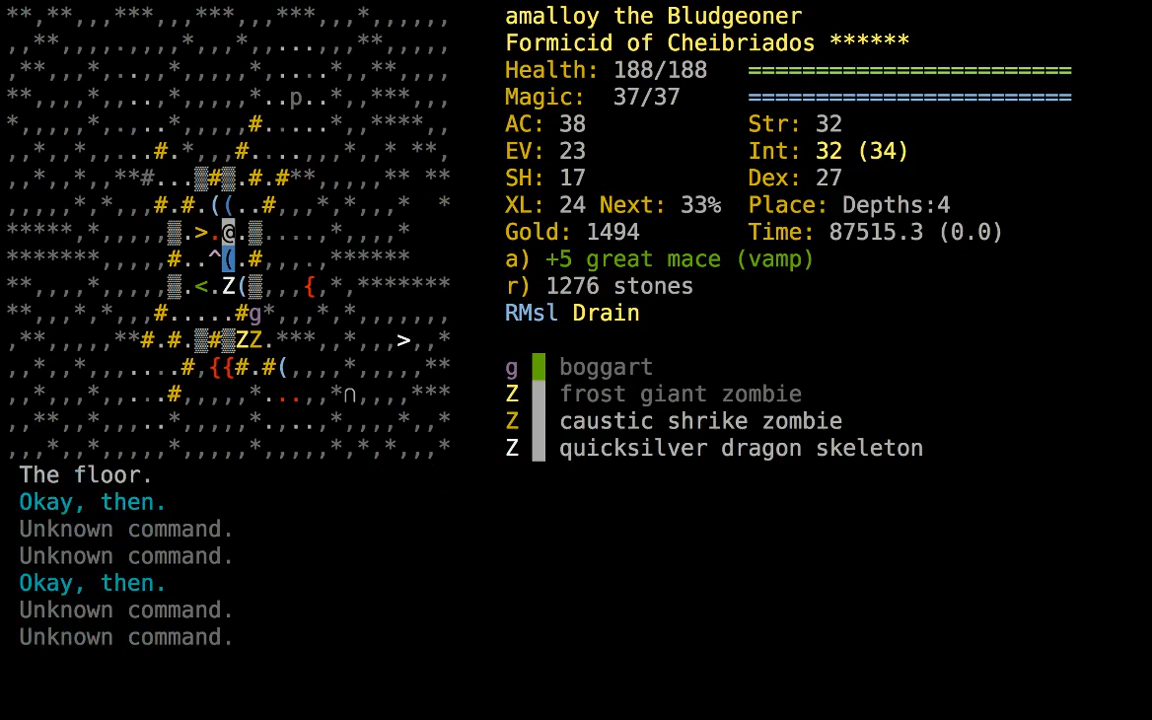 amalloy the Bludgeoner
Formicid of Cheibriados ******
Health: 188/188 ========================
Magic: 37/37 ========================
AC: 38 Str: 32
EV: 23 Int: 32 (34)
SH: 17 Dex: 27
XL: 24 Next: 33% Place: Depths:4
Gold: 1494 Time: 87515.3 (0.0)
a) +5 great mace (vamp)
r) 1276 stones
RMsl Drain
g boggart
Z frost giant zombie
Z caustic shrike zombie
Z quicksilver dragon skeleton
The floor.
Okay, then.
Unknown command.
Unknown command.
Okay, then.
Unknown command.
Unknown command.